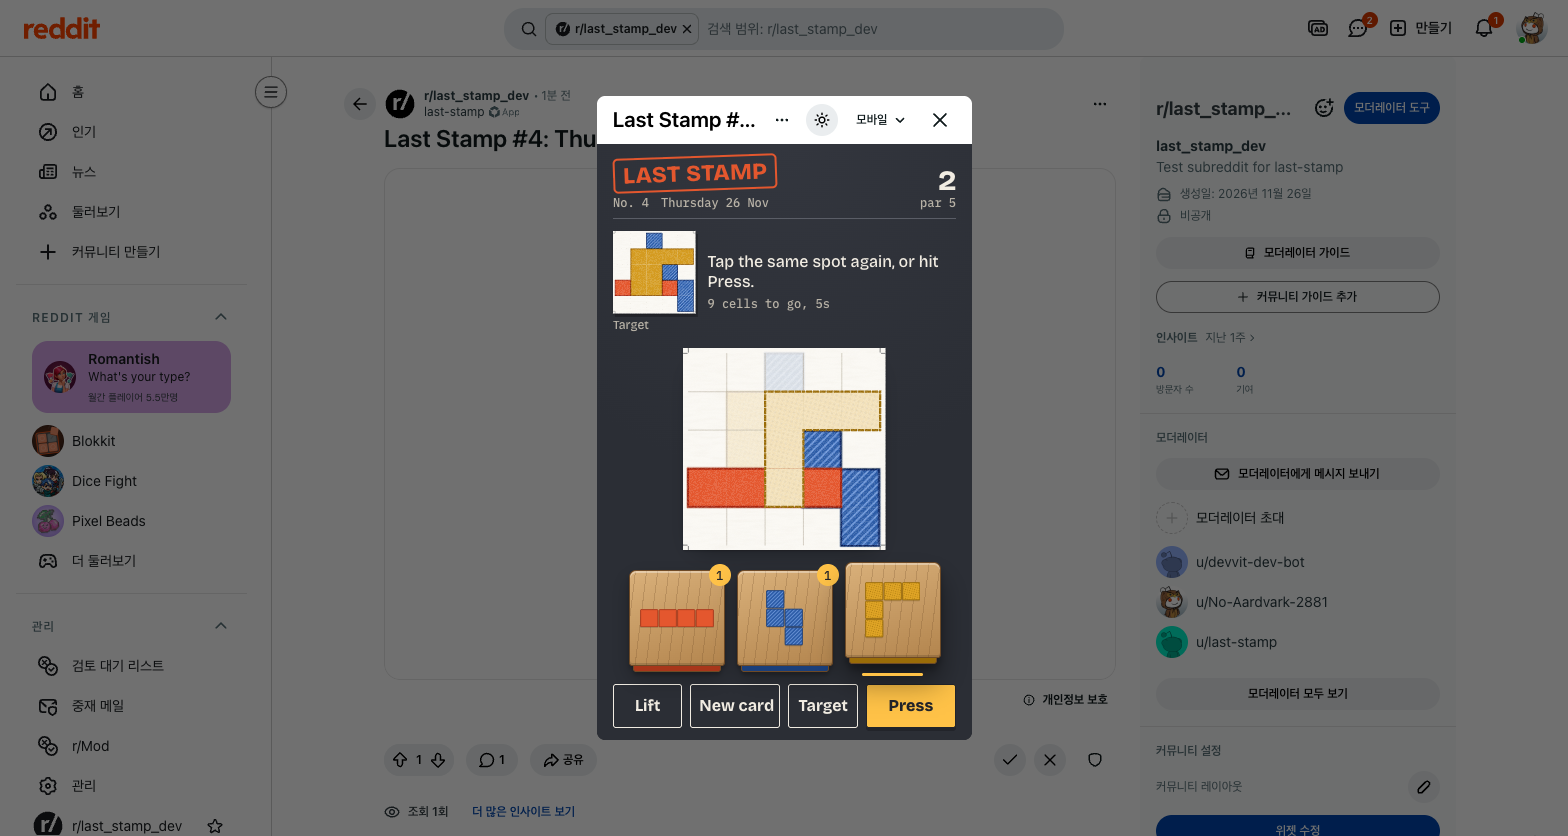 reddit
r/last_stamp_dev
검색 범위: r/last_stamp_dev
AD
2
만들기
1
홈
인기
뉴스
둘러보기
커뮤니티 만들기
REDDIT 게임
Romantish
What's your type?
월간 플레이어 5.5만명
Blokkit
Dice Fight
Pixel Beads
더 둘러보기
관리
검토 대기 리스트
중재 메일
r/Mod
관리
r/last_stamp_dev
r/last_stamp_dev • 1분 전
last-stamp App
Last Stamp #4: Thu
Last Stamp #...
모바일
LAST STAMP
2
No. 4 Thursday 26 Nov
par 5
Tap the same spot again, or hit
Press.
9 cells to go, 5s
Target
1
1
Lift
New card
Target
Press
개인정보 보호
1
1
공유
조회 1회
더 많은 인사이트 보기
r/last_stamp_...
모더레이터 도구
last_stamp_dev
Test subreddit for last-stamp
생성일: 2026년 11월 26일
비공개
모더레이터 가이드
커뮤니티 가이드 추가
인사이트 지난 1주
0
0
방문자 수
기여
모더레이터
모더레이터에게 메시지 보내기
모더레이터 초대
u/devvit-dev-bot
u/No-Aardvark-2881
u/last-stamp
모더레이터 모두 보기
커뮤니티 설정
커뮤니티 레이아웃
위젯 수정